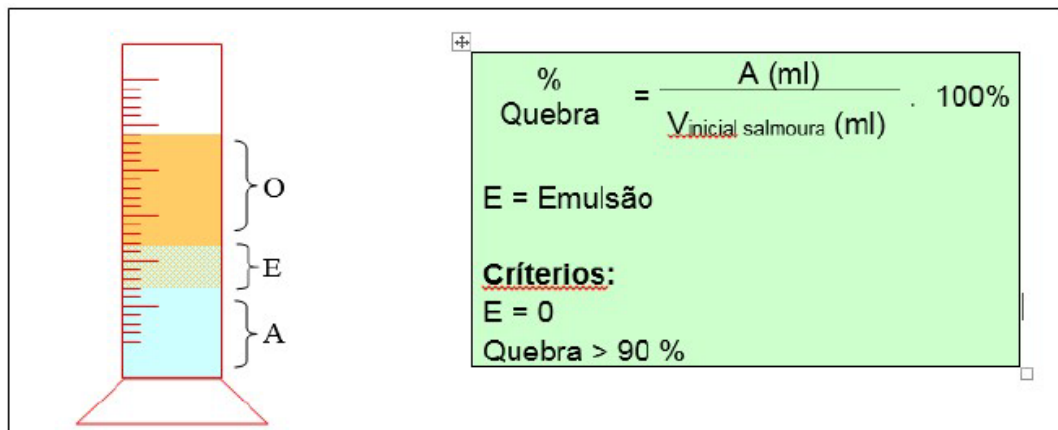 O
E
A
%
Quebra
=
A (ml)
Vinicial salmoura (ml)
. 100%
E = Emulsão
Críterios:
E = 0
Quebra > 90 %